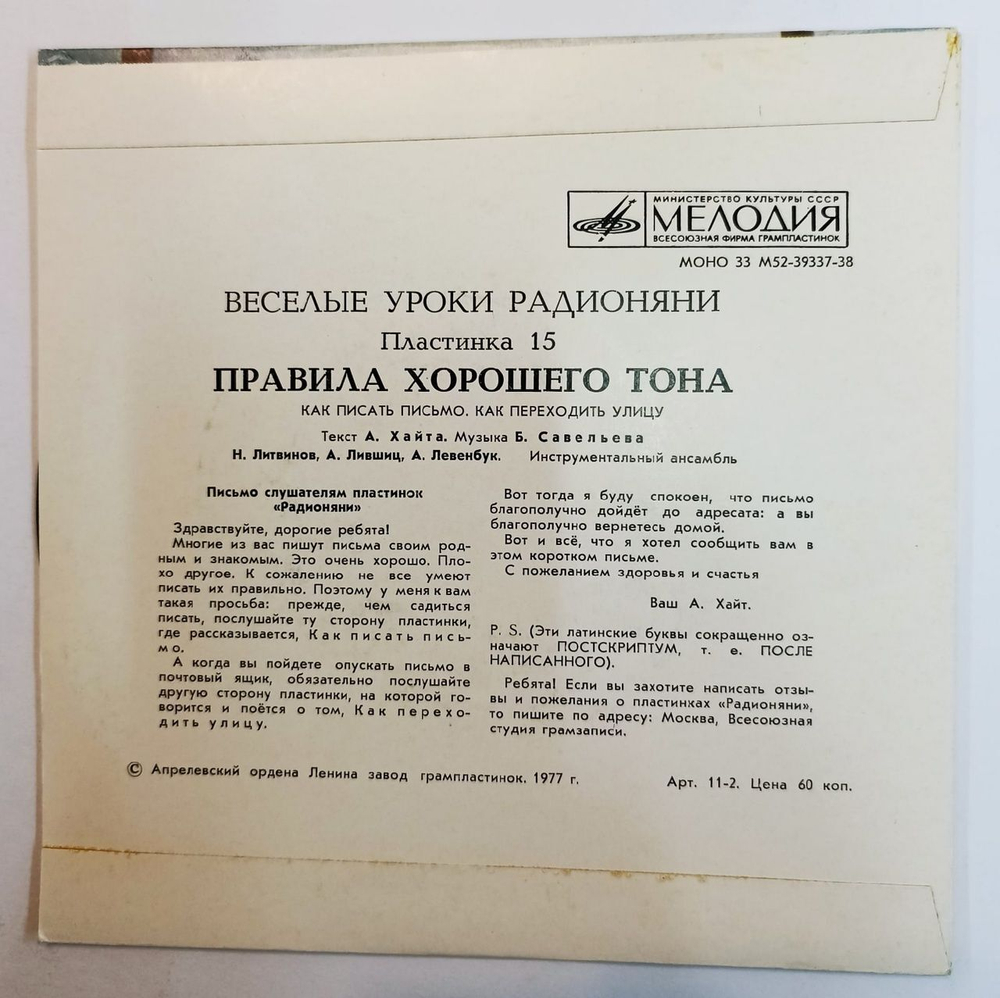 МИНИСТЕРСТВО КУЛЬТУРЫ СССР
МЕЛОДИЯ
ВСЕСОЮЗНАЯ ФИРМА ГРАМПЛАСТИНОК
МОНО 33 М52-39337-38
ВЕСЕЛЫЕ УРОКИ РАДИОНЯНИ
Пластинка 15
ПРАВИЛА ХОРОШЕГО ТОНА
КАК ПИСАТЬ ПИСЬМО. КАК ПЕРЕХОДИТЬ УЛИЦУ
Текст А. Хайта. Музыка Б. Савельева
Н. Литвинов, А. Лившиц, А. Левенбук. Инструментальный ансамбль
Письмо слушателям пластинок
«Радионяни»
Здравствуйте, дорогие ребята!
Многие из вас пишут письма своим род-
ным и знакомым. Это очень хорошо. Пло-
хо другое. К сожалению не все умеют
писать их правильно. Поэтому у меня к вам
такая просьба: прежде, чем садиться
писать, послушайте ту сторону пластинки,
где рассказывается, Как писать пись-
мо.
А когда вы пойдете опускать письмо в
почтовый ящик, обязательно послушайте
другую сторону пластинки, на которой го-
ворится и поётся о том, Как перехо-
дить улицу.
Вот тогда я буду спокоен, что письмо
благополучно дойдёт до адресата: а вы
благополучно вернетесь домой.
Вот и всё, что я хотел сообщить вам в
этом коротком письме.
С пожеланием здоровья и счастья
Ваш А. Хайт.
P. S. (Эти латинские буквы сокращенно оз-
начают ПОСТСКРИПТУМ, т. е. ПОСЛЕ
НАПИСАННОГО).
Ребята! Если вы захотите написать отзы-
вы и пожелания о пластинках «Радионяни»,
то пишите по адресу: Москва, Всесоюзная
студия грамзаписи.
© Апрелевский ордена Ленина завод грампластинок. 1977 г.
Арт. 11-2. Цена 60 коп.